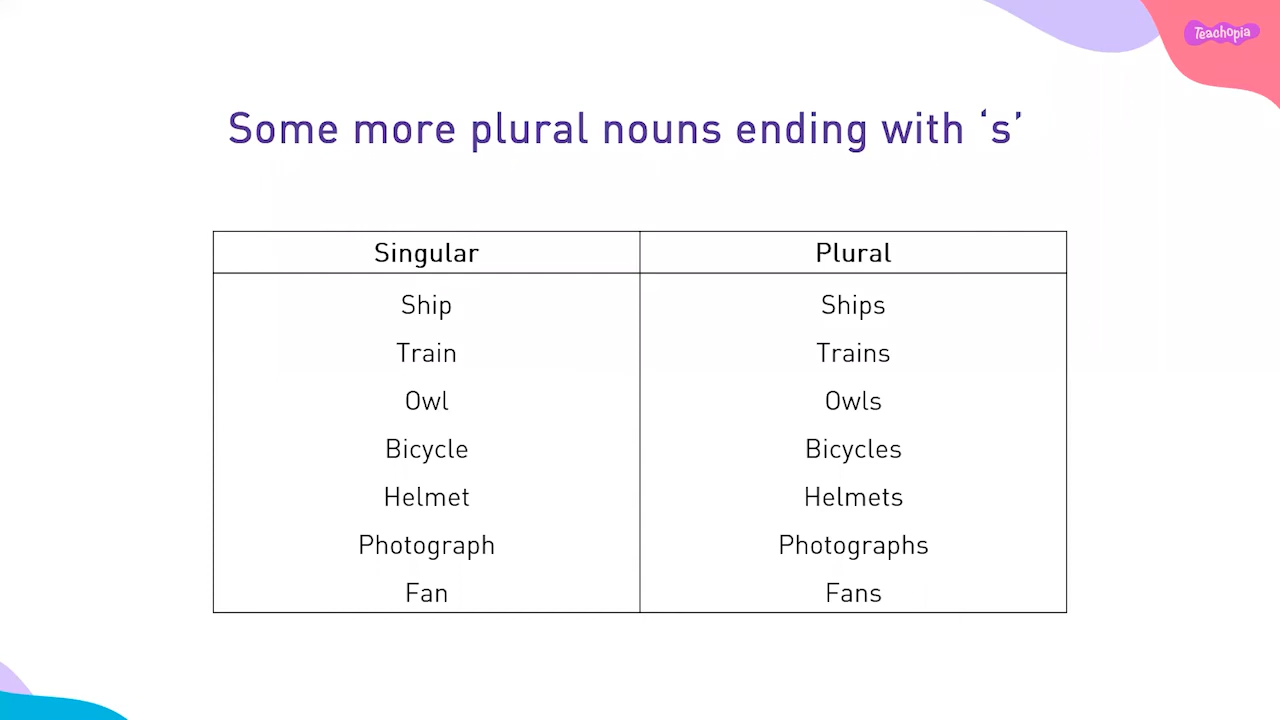 Teachopia
Some more plural nouns ending with ‘s’
Singular Plural
Ship Ships
Train Trains
Owl Owls
Bicycle Bicycles
Helmet Helmets
Photograph Photographs
Fan Fans